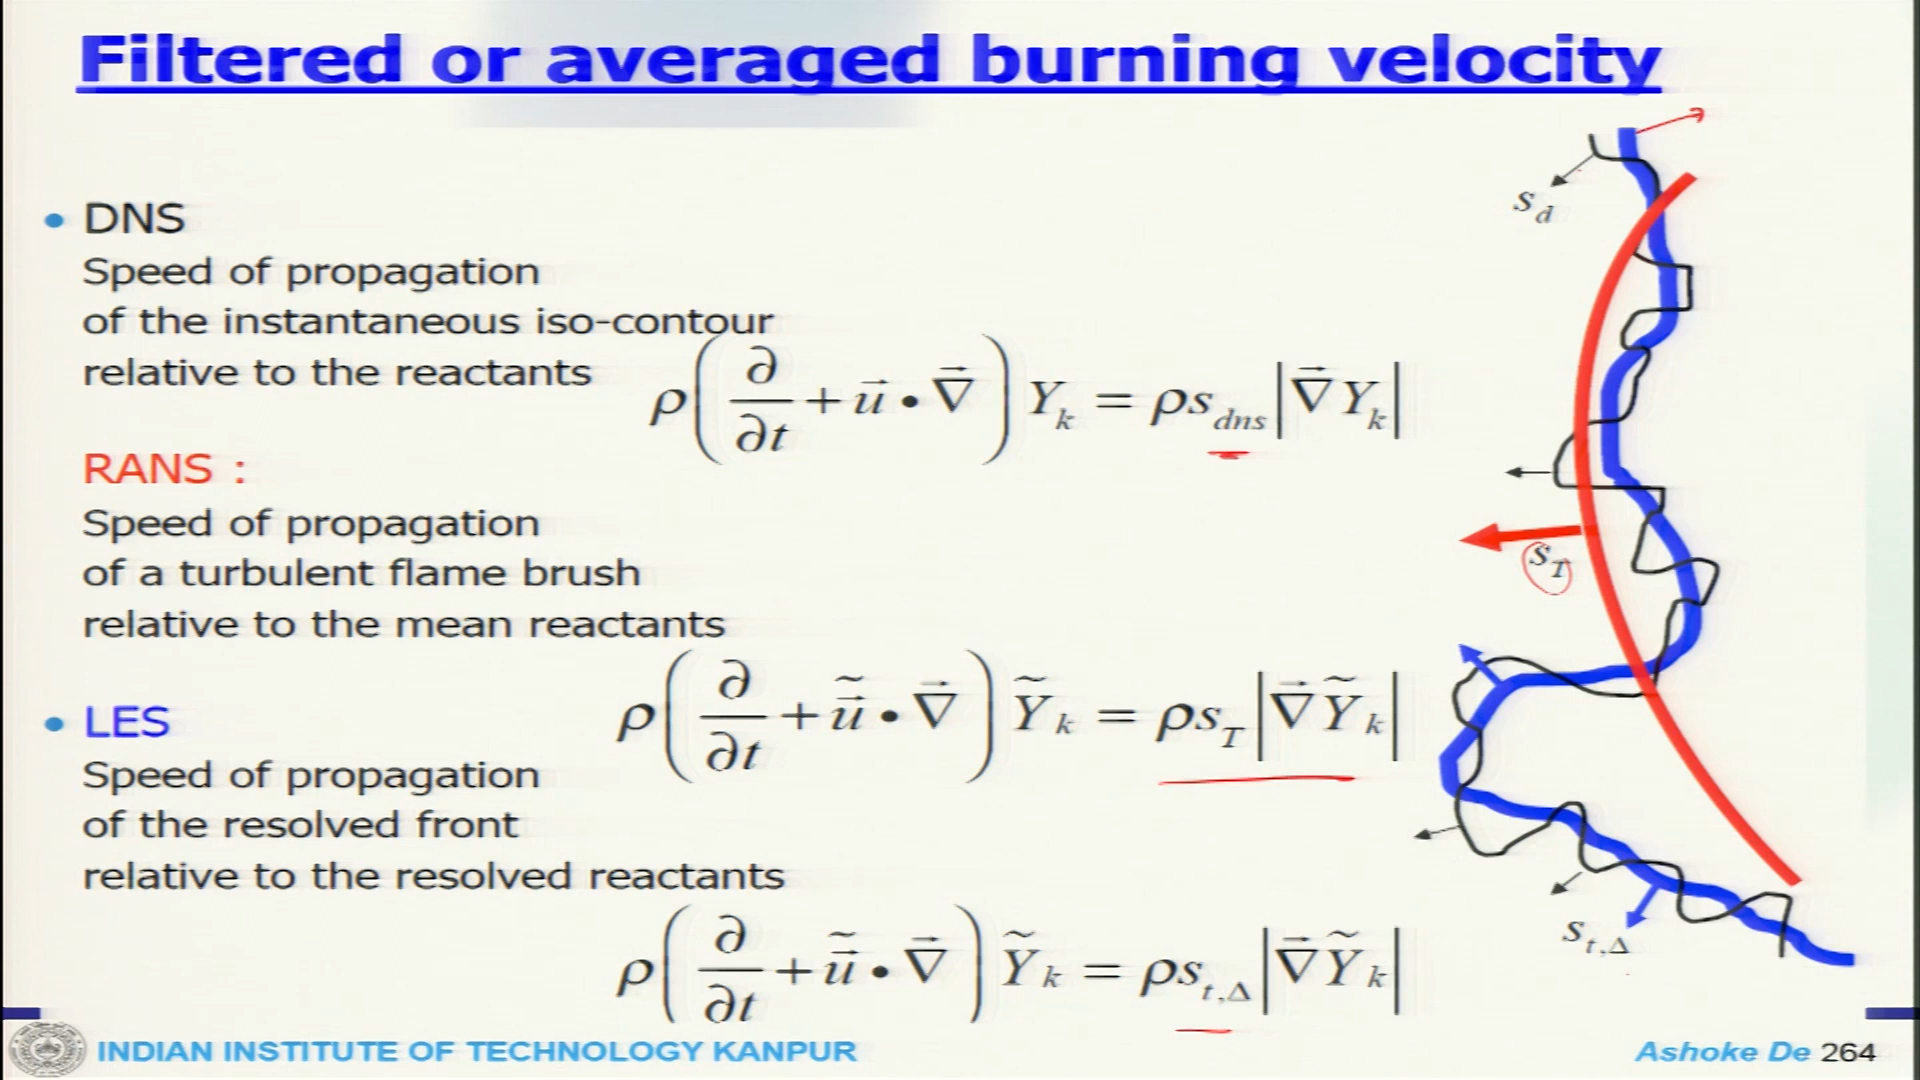 Filtered or averaged burning velocity
• DNS
Speed of propagation
of the instantaneous iso-contour
relative to the reactants
ρ(∂/∂t + u⃗ • ∇⃗) Y_k = ρs_dns |∇⃗Y_k|
RANS :
Speed of propagation
of a turbulent flame brush
relative to the mean reactants
ρ(∂/∂t + ũ⃗ • ∇⃗) Ỹ_k = ρs_T |∇⃗Ỹ_k|
• LES
Speed of propagation
of the resolved front
relative to the resolved reactants
ρ(∂/∂t + ũ⃗ • ∇⃗) Ỹ_k = ρs_t,Δ |∇⃗Ỹ_k|
s_d
s_T
s_t,Δ
INDIAN INSTITUTE OF TECHNOLOGY KANPUR
Ashoke De 264